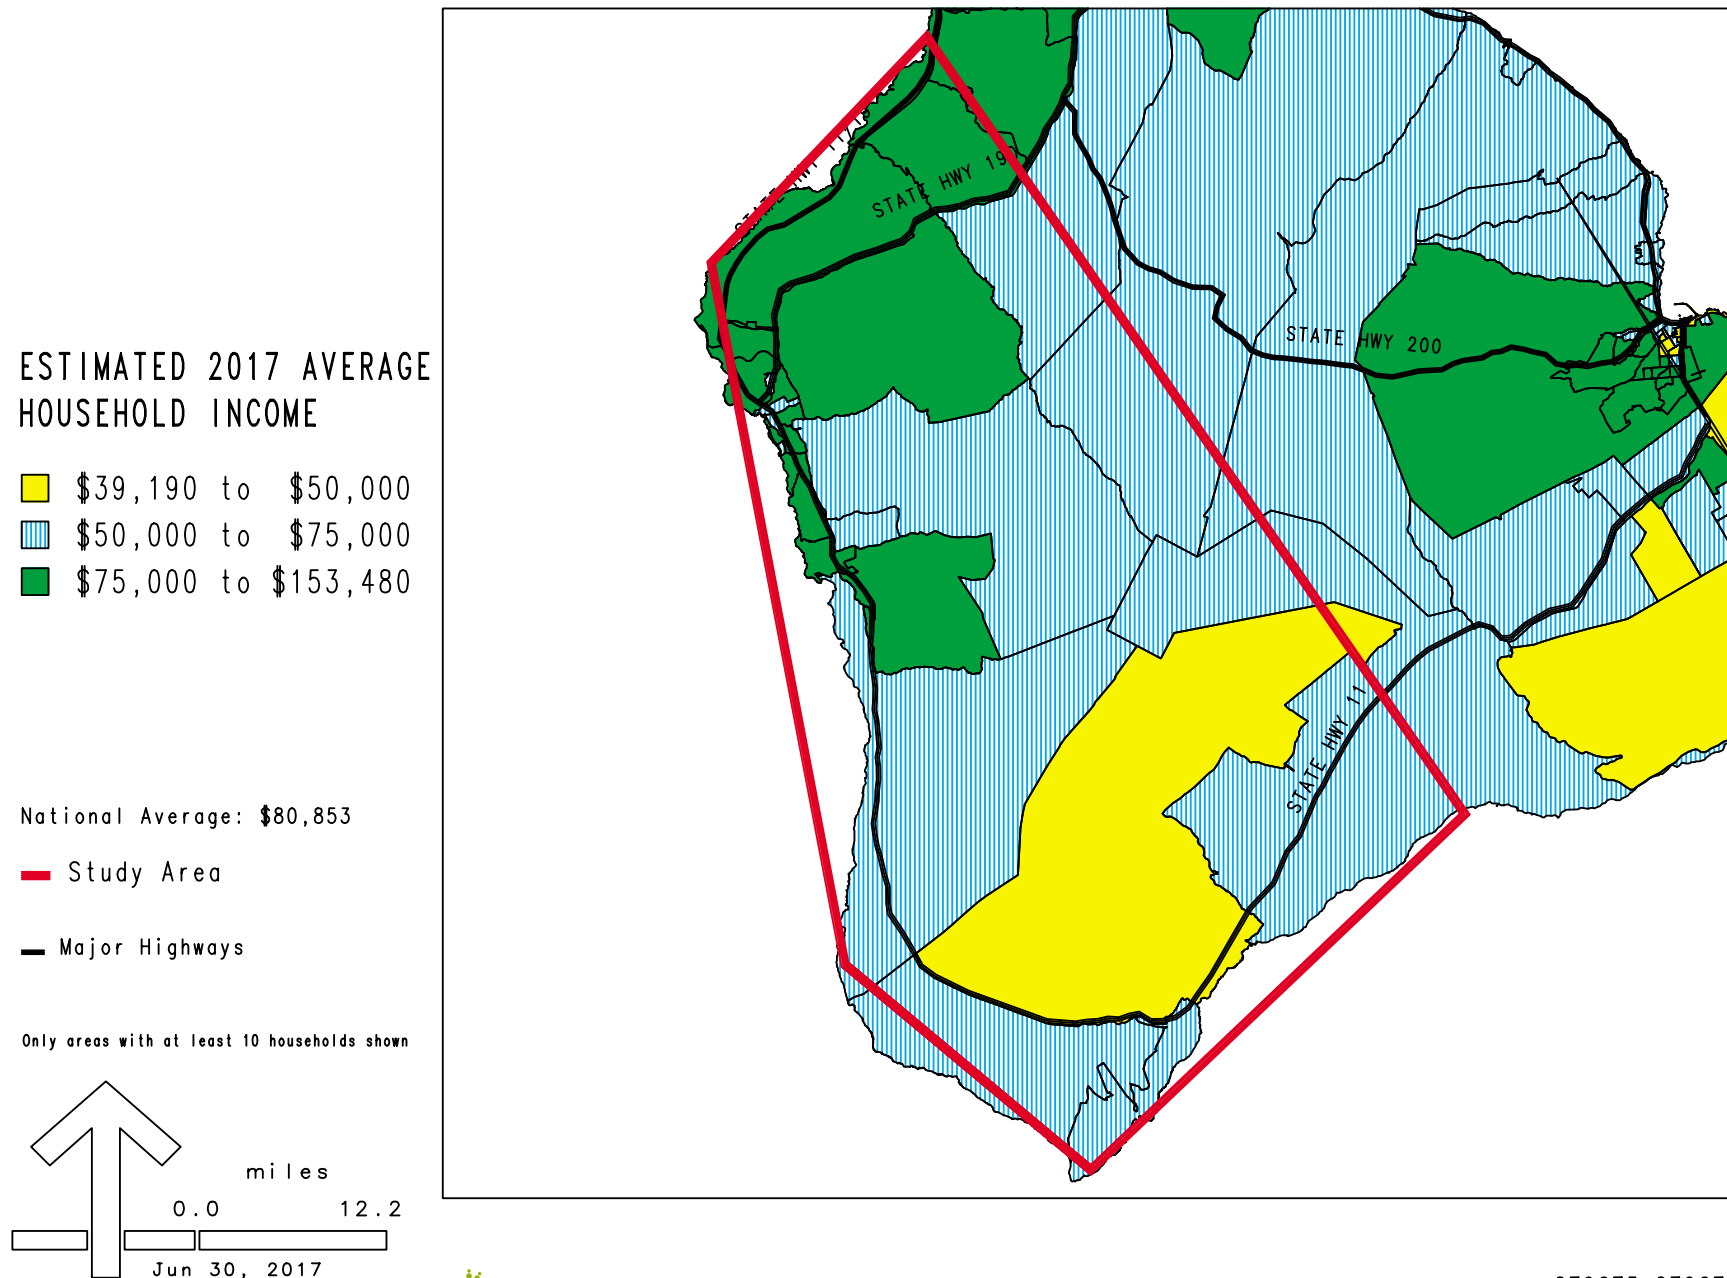 ESTIMATED 2017 AVERAGE
HOUSEHOLD INCOME
$39,190 to $50,000
$50,000 to $75,000
$75,000 to $153,480
National Average: $80,853
Study Area
Major Highways
Only areas with at least 10 households shown
miles
0.0 12.2
Jun 30, 2017
STATE HWY
STATE HWY 200
STATE HWY 11